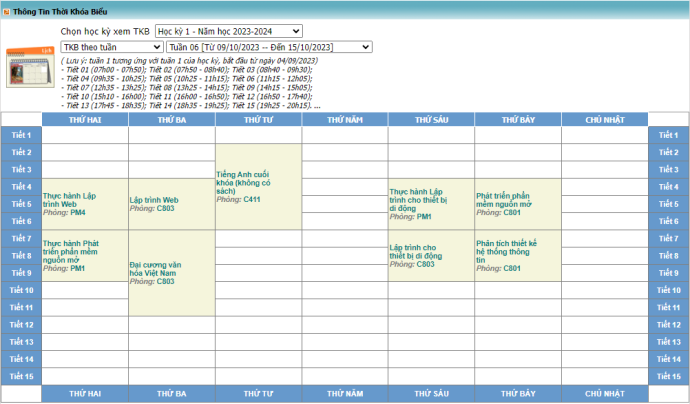 Thông Tin Thời Khóa Biểu
Chọn học kỳ xem TKB Học kỳ 1 - Năm học 2023-2024
TKB theo tuần Tuần 06 [Từ 09/10/2023 -- Đến 15/10/2023]
( Lưu ý: tuần 1 tương ứng với tuần 1 của học kỳ, bắt đầu từ ngày 04/09/2023)
- Tiết 01 (07h00 - 07h50); Tiết 02 (07h50 - 08h40); Tiết 03 (08h40 - 09h30);
- Tiết 04 (09h35 - 10h25); Tiết 05 (10h25 - 11h15); Tiết 06 (11h15 - 12h05);
- Tiết 07 (12h35 - 13h25); Tiết 08 (13h25 - 14h15); Tiết 09 (14h15 - 15h05);
- Tiết 10 (15h10 - 16h00); Tiết 11 (16h00 - 16h50); Tiết 12 (16h50 - 17h40);
- Tiết 13 (17h45 - 18h35); Tiết 14 (18h35 - 19h25); Tiết 15 (19h25 - 20h15). ...
THỨ HAI THỨ BA THỨ TƯ THỨ NĂM THỨ SÁU THỨ BẢY CHỦ NHẬT
Tiết 1 Tiết 1
Tiết 2 Tiết 2
Tiết 3 Tiết 3
Tiếng Anh cuối
khóa (không có
sách)
Phòng: C411
Tiết 4 Tiết 4
Tiết 5 Tiết 5
Tiết 6 Tiết 6
Thực hành Lập
trình Web
Phòng: PM4
Lập trình Web
Phòng: C803
Thực hành Lập
trình cho thiết bị
di động
Phòng: PM1
Phát triển phần
mềm nguồn mở
Phòng: C801
Tiết 7 Tiết 7
Tiết 8 Tiết 8
Tiết 9 Tiết 9
Thực hành Phát
triển phần mềm
nguồn mở
Phòng: PM1
Đại cương văn
hóa Việt Nam
Phòng: C803
Lập trình cho
thiết bị di động
Phòng: C803
Phân tích thiết kế
hệ thống thông
tin
Phòng: C801
Tiết 10 Tiết 10
Tiết 11 Tiết 11
Tiết 12 Tiết 12
Tiết 13 Tiết 13
Tiết 14 Tiết 14
Tiết 15 Tiết 15
THỨ HAI THỨ BA THỨ TƯ THỨ NĂM THỨ SÁU THỨ BẢY CHỦ NHẬT